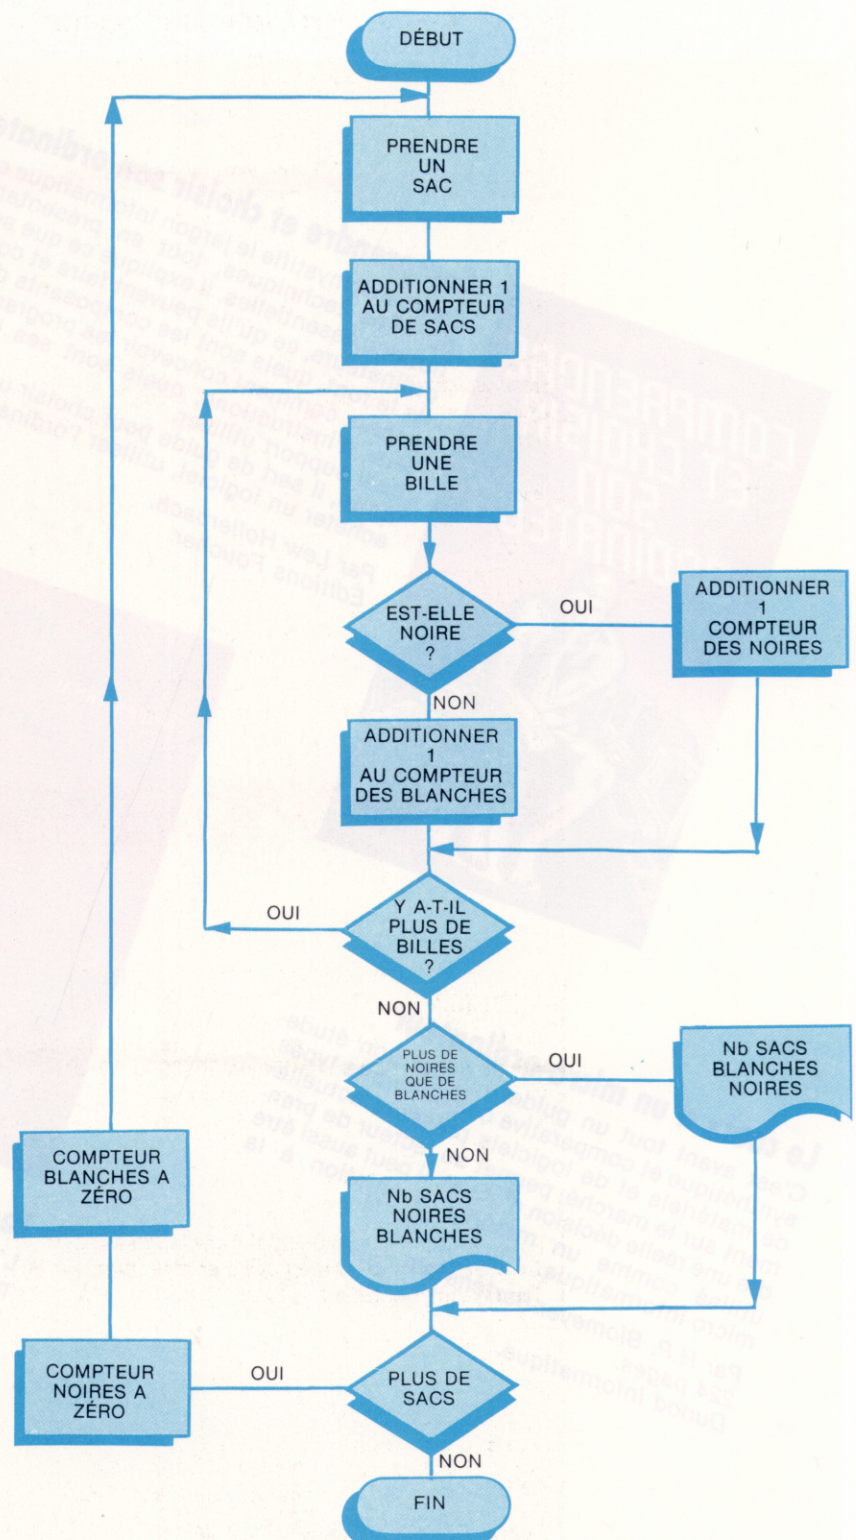 DÉBUT
PRENDRE
UN
SAC
ADDITIONNER 1
AU COMPTEUR
DE SACS
PRENDRE
UNE
BILLE
EST-ELLE
NOIRE
?
OUI
ADDITIONNER
1
COMPTEUR
DES NOIRES
NON
ADDITIONNER
1
AU COMPTEUR
DES BLANCHES
Y A-T-IL
PLUS DE
BILLES
?
OUI
NON
PLUS DE
NOIRES
QUE DE
BLANCHES
OUI
Nb SACS
BLANCHES
NOIRES
NON
Nb SACS
NOIRES
BLANCHES
COMPTEUR
BLANCHES A
ZÉRO
PLUS DE
SACS
OUI
COMPTEUR
NOIRES A
ZÉRO
NON
FIN